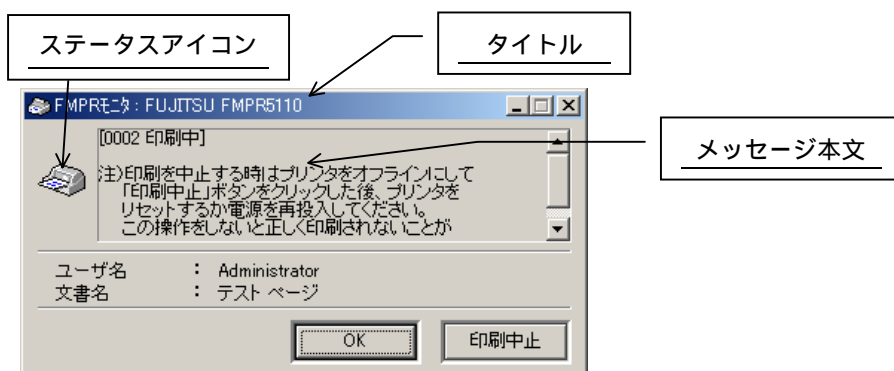 ステータスアイコン
タイトル
FMPRモニタ : FUJITSU FMPR5110
[0002 印刷中]
メッセージ本文
注)印刷を中止する時はプリンタをオフラインにして
「印刷中止」ボタンをクリックした後、プリンタを
リセットするか電源を再投入してください。
この操作をしないと正しく印刷されないことが
ユーザ名 : Administrator
文書名 : テスト ページ
OK
印刷中止